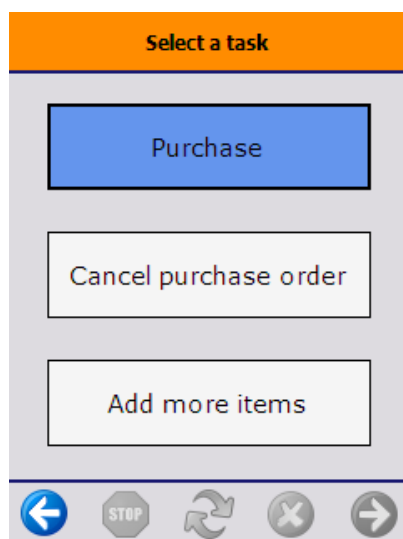 Select a task
Purchase
Cancel purchase order
Add more items
STOP